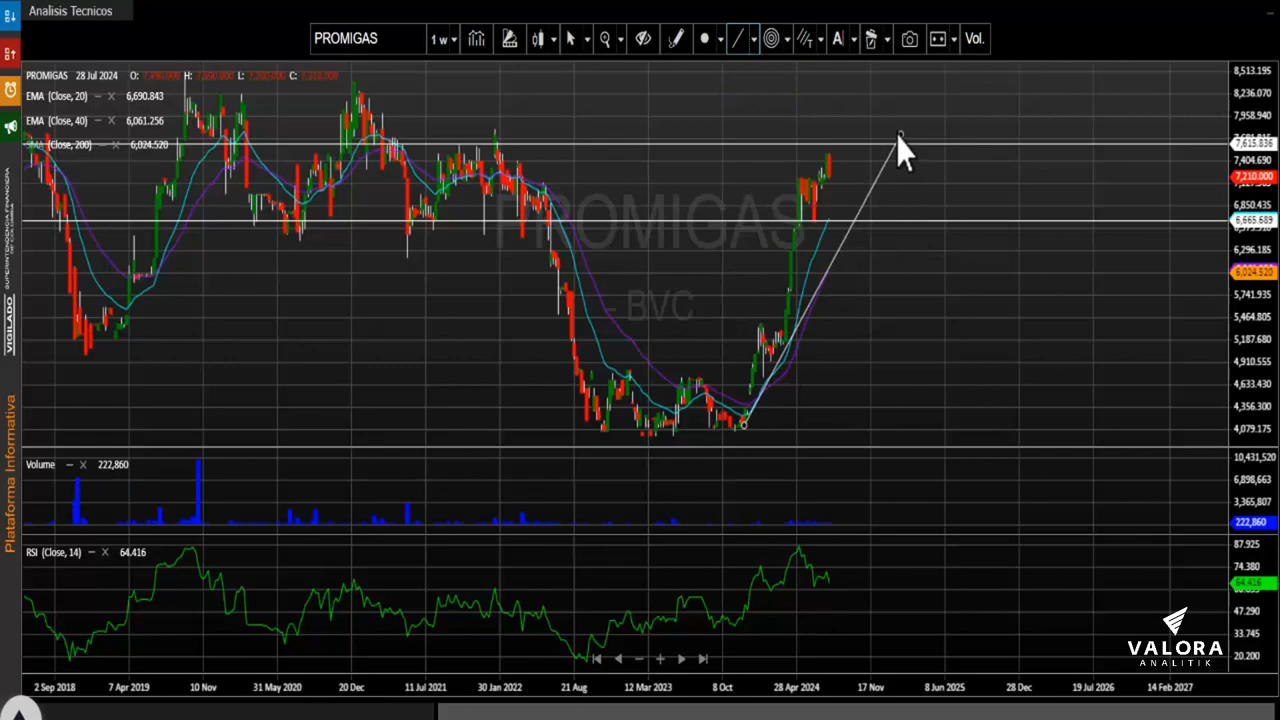 Analisis Tecnicos
PROMIGAS
1 w
A
Vol.
PROMIGAS 28 Jul 2024 O: H: L: C:
EMA (Close, 20) 6,690.843
EMA (Close, 40) 6,061.256
SMA (Close, 200) 6,024.520
PROMIGAS
- BVC
8,513.195
8,236.070
7,958.940
7,615.836
7,404.690
7,210.000
6,850.435
6,665.689
6,296.185
6,024.520
5,741.935
5,464.805
5,187.680
4,910.555
4,633.430
4,356.300
4,079.175
Volume 222,860
10,431,520
6,898,663
3,365,807
222,860
RSI (Close, 14) 64.416
87.925
74.380
64.416
47.290
33.745
20.200
2 Sep 2018 7 Apr 2019 10 Nov 31 May 2020 20 Dec 11 Jul 2021 30 Jan 2022 21 Aug 12 Mar 2023 8 Oct 28 Apr 2024 17 Nov 8 Jun 2025 28 Dec 19 Jul 2026 14 Feb 2027
VIGILADO
SUPERINTENDENCIA FINANCIERA
DE COLOMBIA
Plataforma Informativa
VALORA
ANALITIK